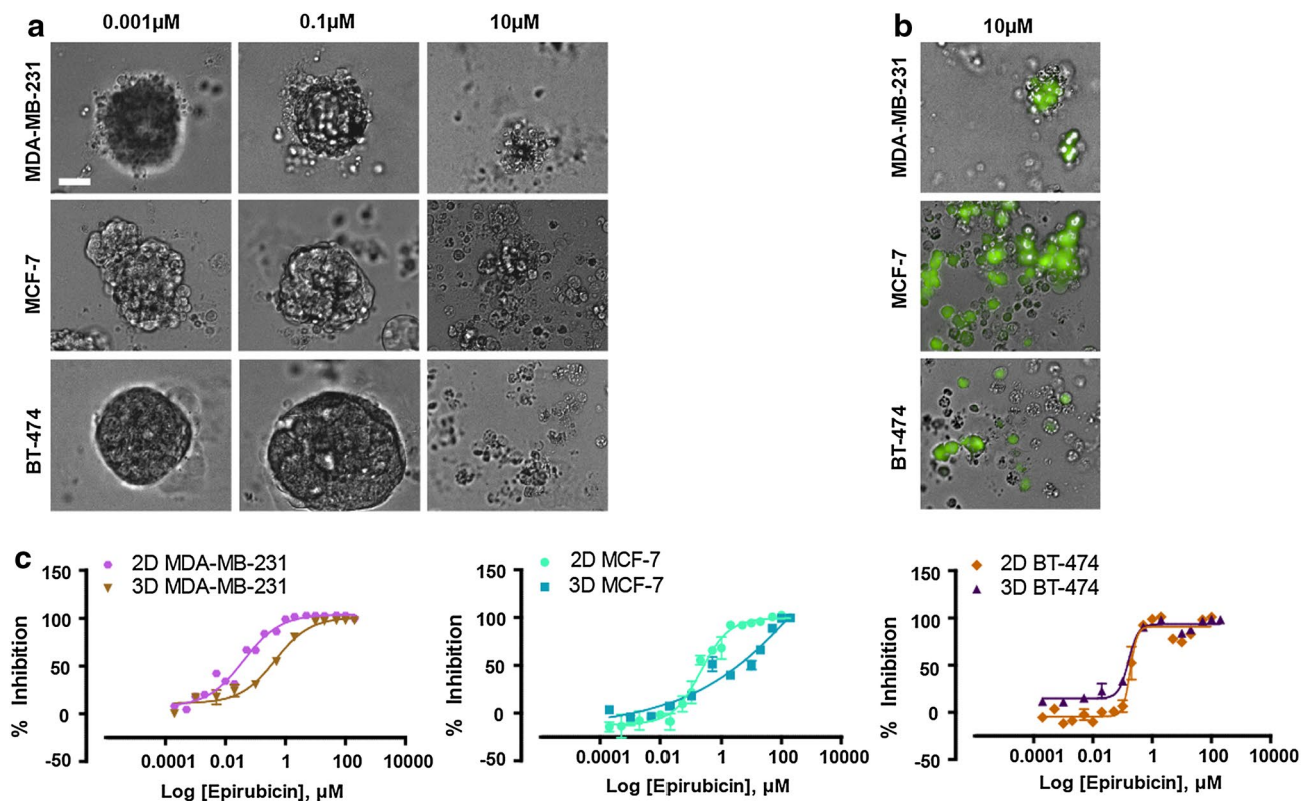 a
0.001µM
0.1µM
10µM
MDA-MB-231
MCF-7
BT-474
b
10µM
MDA-MB-231
MCF-7
BT-474
c
2D MDA-MB-231
3D MDA-MB-231
% Inhibition
100
50
0
-50
0.0001 0.01 1 100 10000
Log [Epirubicin], µM
2D MCF-7
3D MCF-7
% Inhibition
100
50
0
-50
0.0001 0.01 1 100 10000
Log [Epirubicin], µM
2D BT-474
3D BT-474
% Inhibition
100
50
0
-50
0.0001 0.01 1 100 10000
Log [Epirubicin], µM